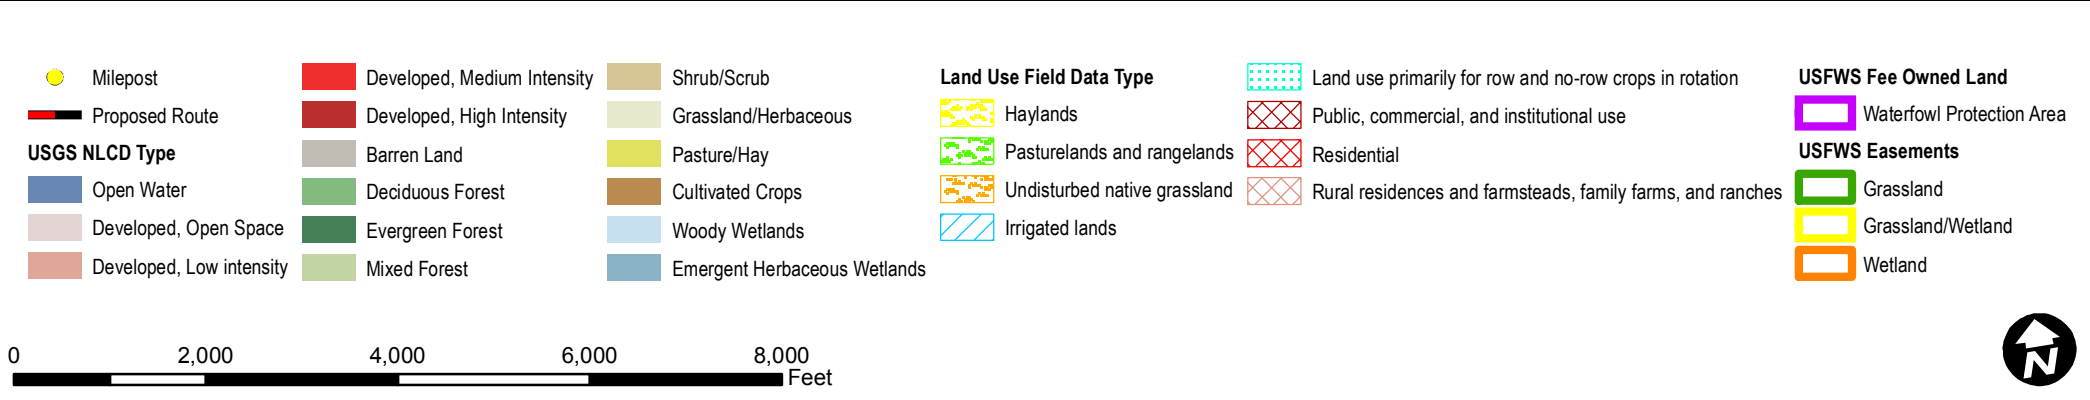 Milepost
Proposed Route
USGS NLCD Type
Open Water
Developed, Open Space
Developed, Low intensity
Developed, Medium Intensity
Developed, High Intensity
Barren Land
Deciduous Forest
Evergreen Forest
Mixed Forest
Shrub/Scrub
Grassland/Herbaceous
Pasture/Hay
Cultivated Crops
Woody Wetlands
Emergent Herbaceous Wetlands
Land Use Field Data Type
Haylands
Pasturelands and rangelands
Undisturbed native grassland
Irrigated lands
Land use primarily for row and no-row crops in rotation
Public, commercial, and institutional use
Residential
Rural residences and farmsteads, family farms, and ranches
USFWS Fee Owned Land
Waterfowl Protection Area
USFWS Easements
Grassland
Grassland/Wetland
Wetland
0 2,000 4,000 6,000 8,000
Feet
N